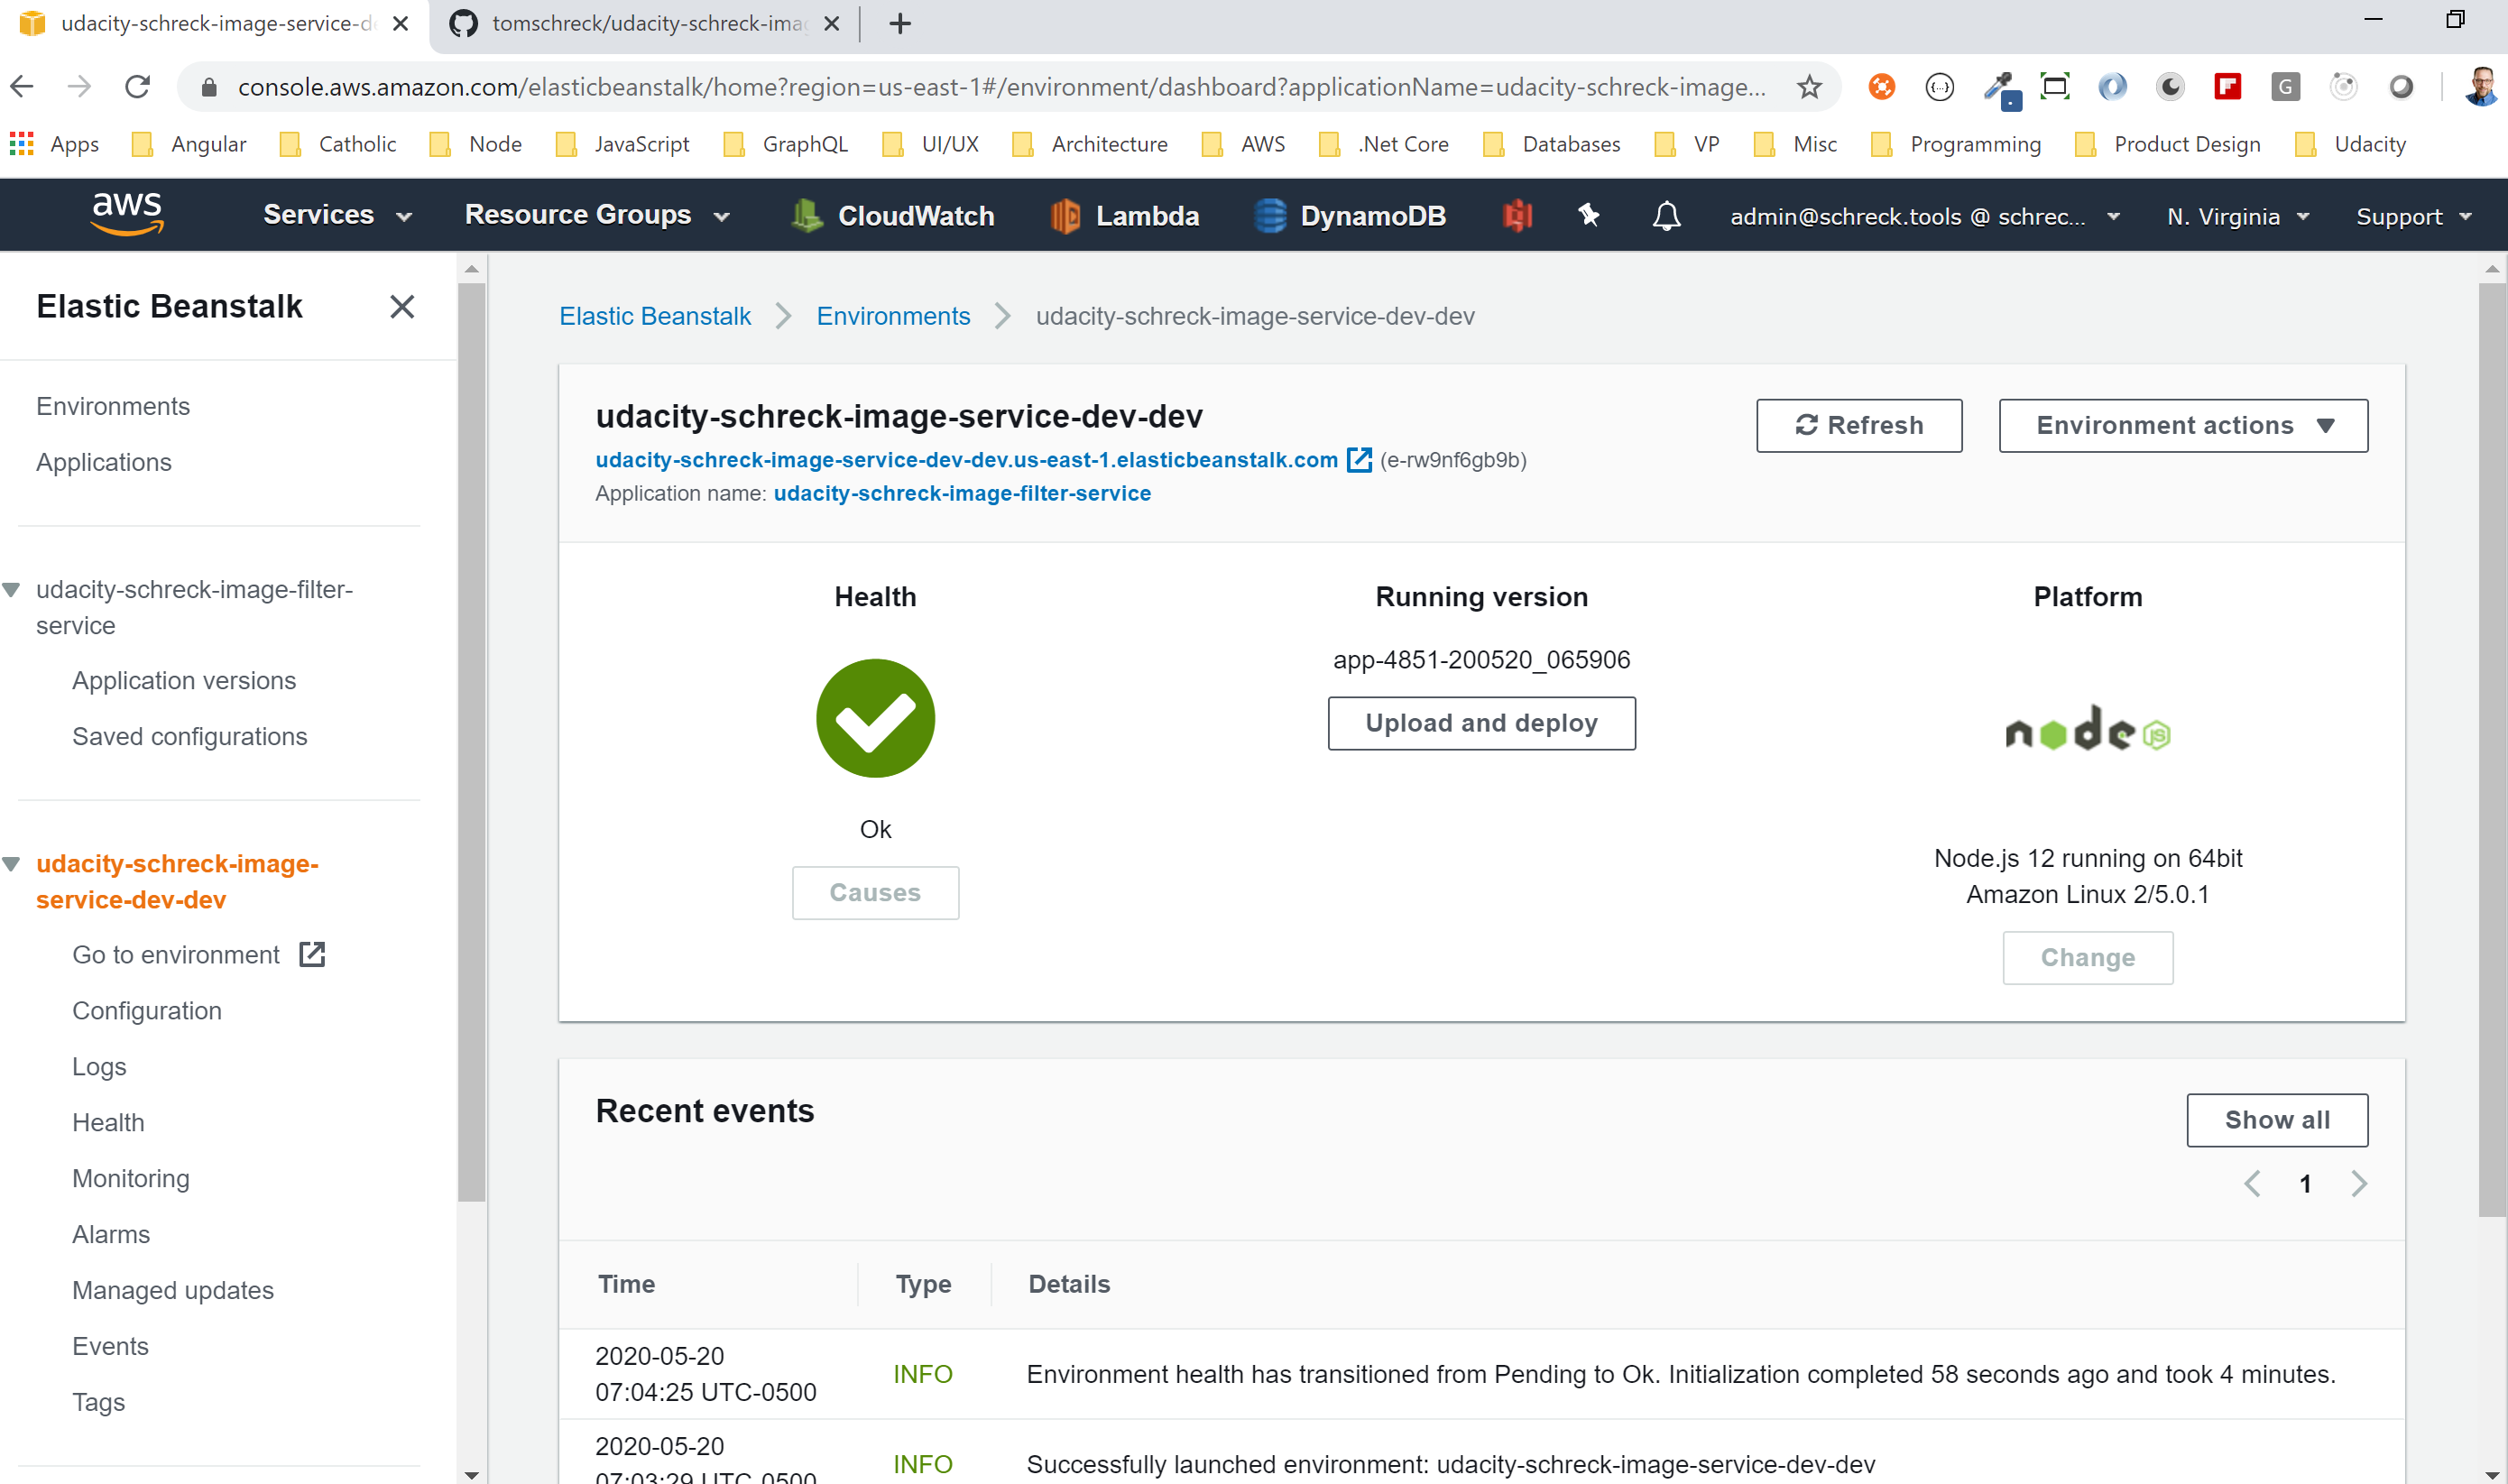 udacity-schreck-image-service-de
tomschreck/udacity-schreck-imag
console.aws.amazon.com/elasticbeanstalk/home?region=us-east-1#/environment/dashboard?applicationName=udacity-schreck-image...
G
Apps Angular Catholic Node JavaScript GraphQL UI/UX Architecture AWS .Net Core Databases VP Misc Programming Product Design Udacity
aws Services Resource Groups CloudWatch Lambda DynamoDB admin@schreck.tools @ schrec... N. Virginia Support
Elastic Beanstalk
Environments
Applications
udacity-schreck-image-filter-
service
Application versions
Saved configurations
udacity-schreck-image-
service-dev-dev
Go to environment
Configuration
Logs
Health
Monitoring
Alarms
Managed updates
Events
Tags
Elastic Beanstalk Environments udacity-schreck-image-service-dev-dev
udacity-schreck-image-service-dev-dev
udacity-schreck-image-service-dev-dev.us-east-1.elasticbeanstalk.com (e-rw9nf6gb9b)
Application name: udacity-schreck-image-filter-service
Refresh
Environment actions
Health
Ok
Causes
Running version
app-4851-200520_065906
Upload and deploy
Platform
node JS
Node.js 12 running on 64bit
Amazon Linux 2/5.0.1
Change
Recent events
Show all
1
Time Type Details
2020-05-20
07:04:25 UTC-0500
INFO
Environment health has transitioned from Pending to Ok. Initialization completed 58 seconds ago and took 4 minutes.
2020-05-20
07:03:29 UTC-0500
INFO
Successfully launched environment: udacity-schreck-image-service-dev-dev